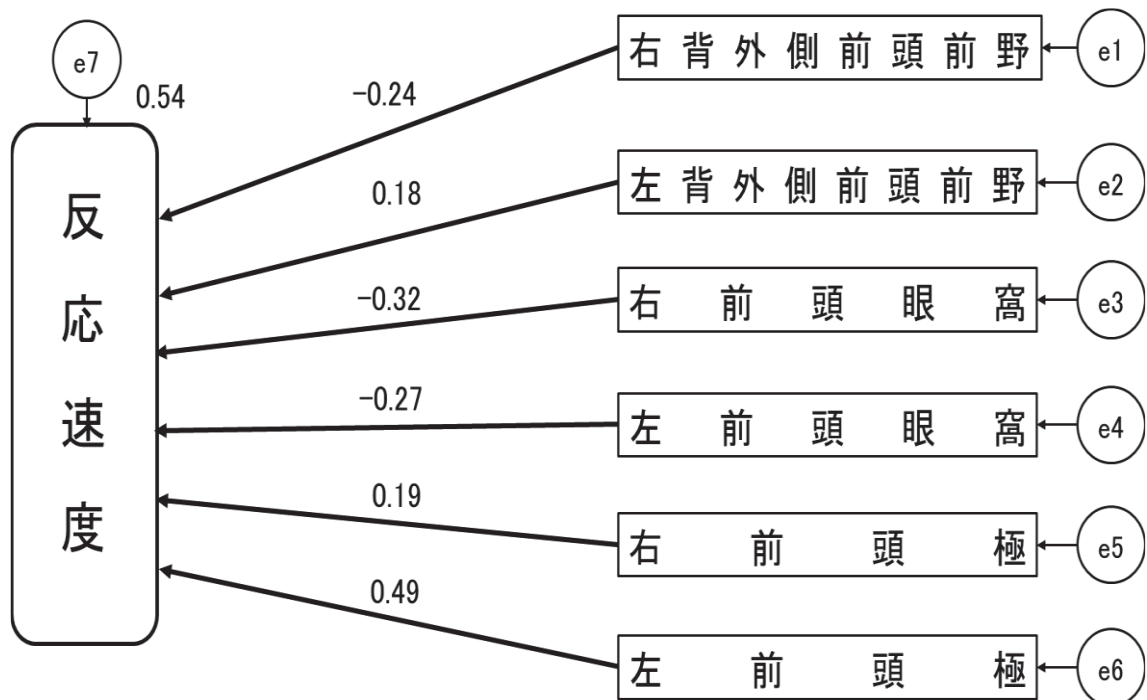 e7
0.54
反応速度
-0.24
右背外側前頭前野
e1
0.18
左背外側前頭前野
e2
-0.32
右前頭眼窩
e3
-0.27
左前頭眼窩
e4
0.19
右前頭極
e5
0.49
左前頭極
e6